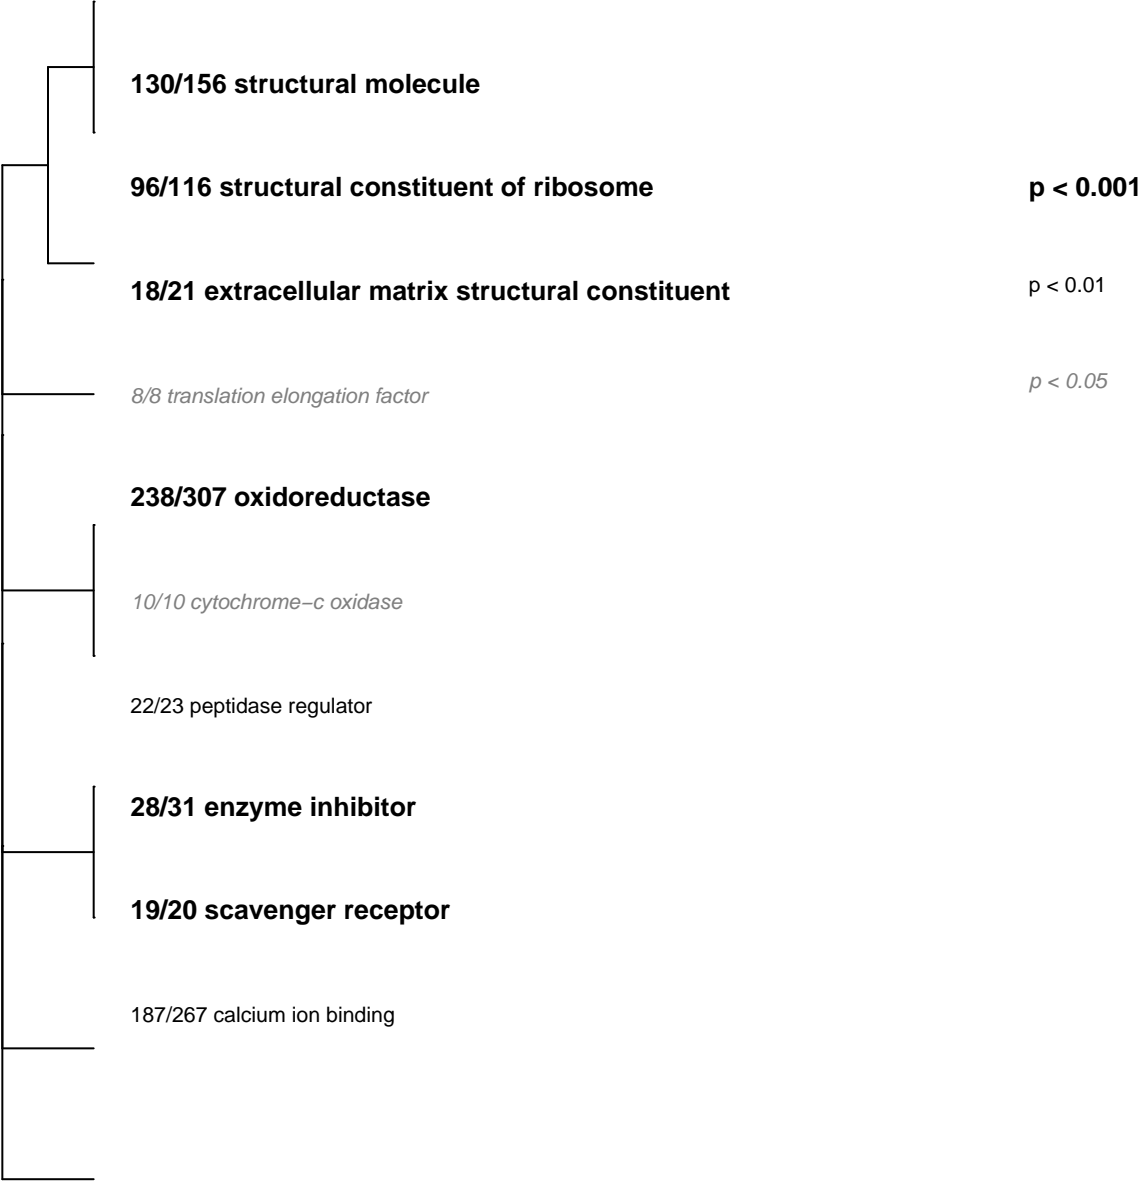 130/156 structural molecule
96/116 structural constituent of ribosome
p < 0.001
18/21 extracellular matrix structural constituent
p < 0.01
8/8 translation elongation factor
p < 0.05
238/307 oxidoreductase
10/10 cytochrome−c oxidase
22/23 peptidase regulator
28/31 enzyme inhibitor
19/20 scavenger receptor
187/267 calcium ion binding